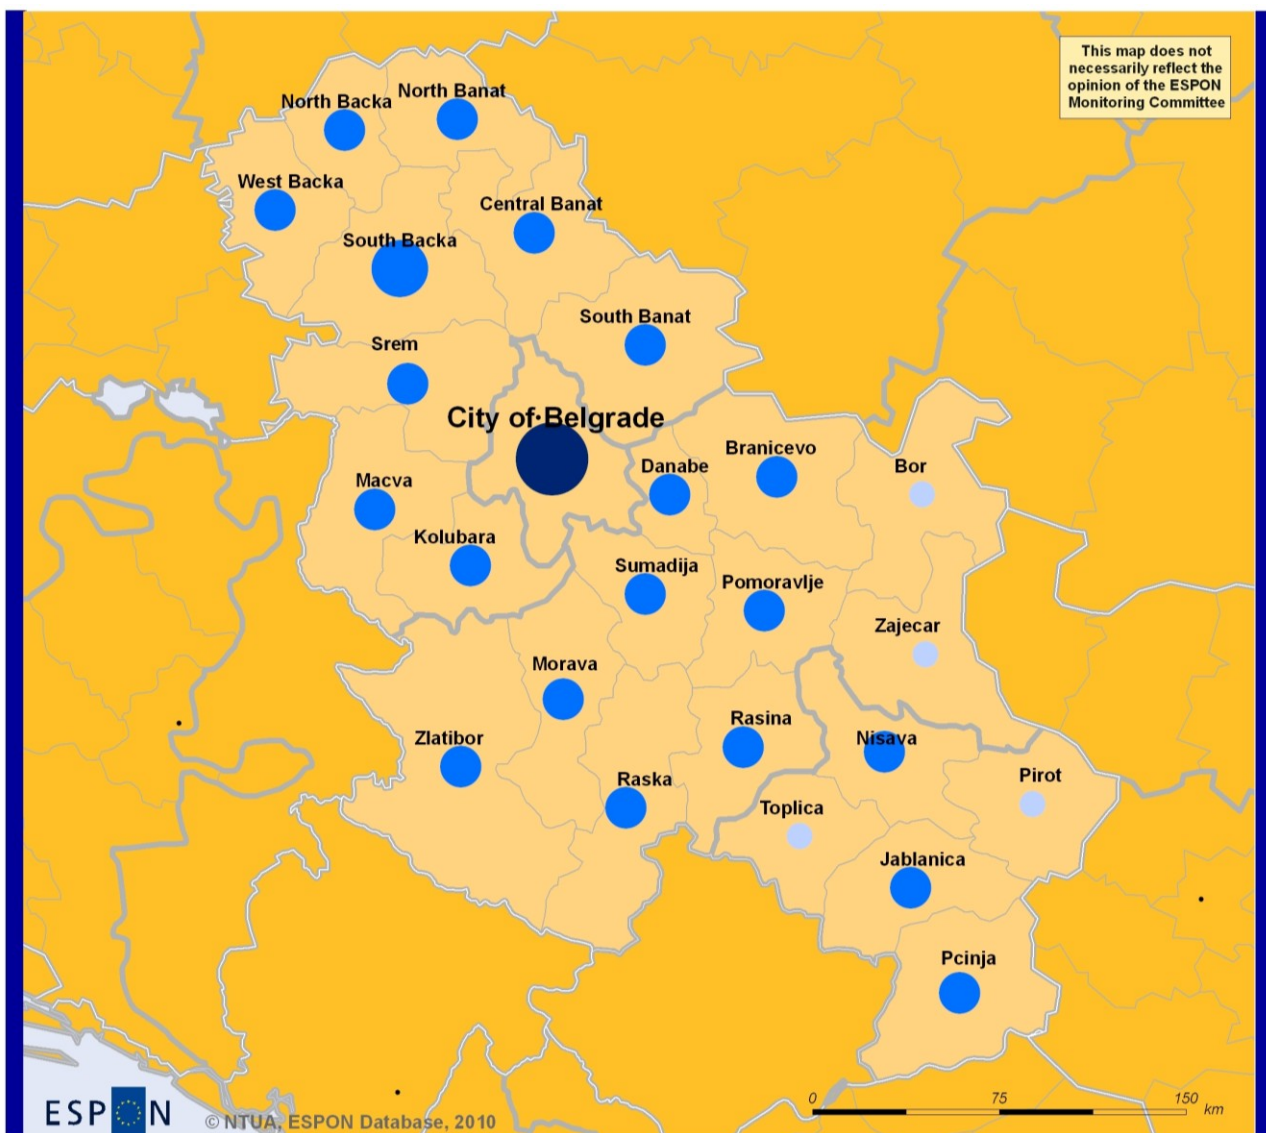 This map does not
necessarily reflect the
opinion of the ESPON
Monitoring Committee
North Backa
North Banat
West Backa
Central Banat
South Backa
South Banat
Srem
City of·Belgrade
Branicevo
Danabe
Bor
Macva
Kolubara
Sumadija
Pomoravlje
Zajecar
Morava
Rasina
Zlatibor
Nisava
Raska
Pirot
Toplica
Jablanica
Pcinja
0 75 150 km
ESPON
© NTUA, ESPON Database, 2010